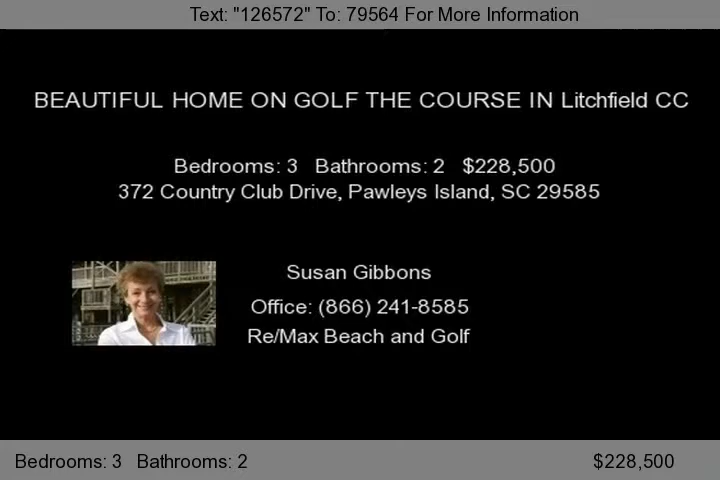 Text: "126572" To: 79564 For More Information
BEAUTIFUL HOME ON GOLF THE COURSE IN Litchfield CC
Bedrooms: 3 Bathrooms: 2 $228,500
372 Country Club Drive, Pawleys Island, SC 29585
Susan Gibbons
Office: (866) 241-8585
Re/Max Beach and Golf
Bedrooms: 3 Bathrooms: 2 $228,500